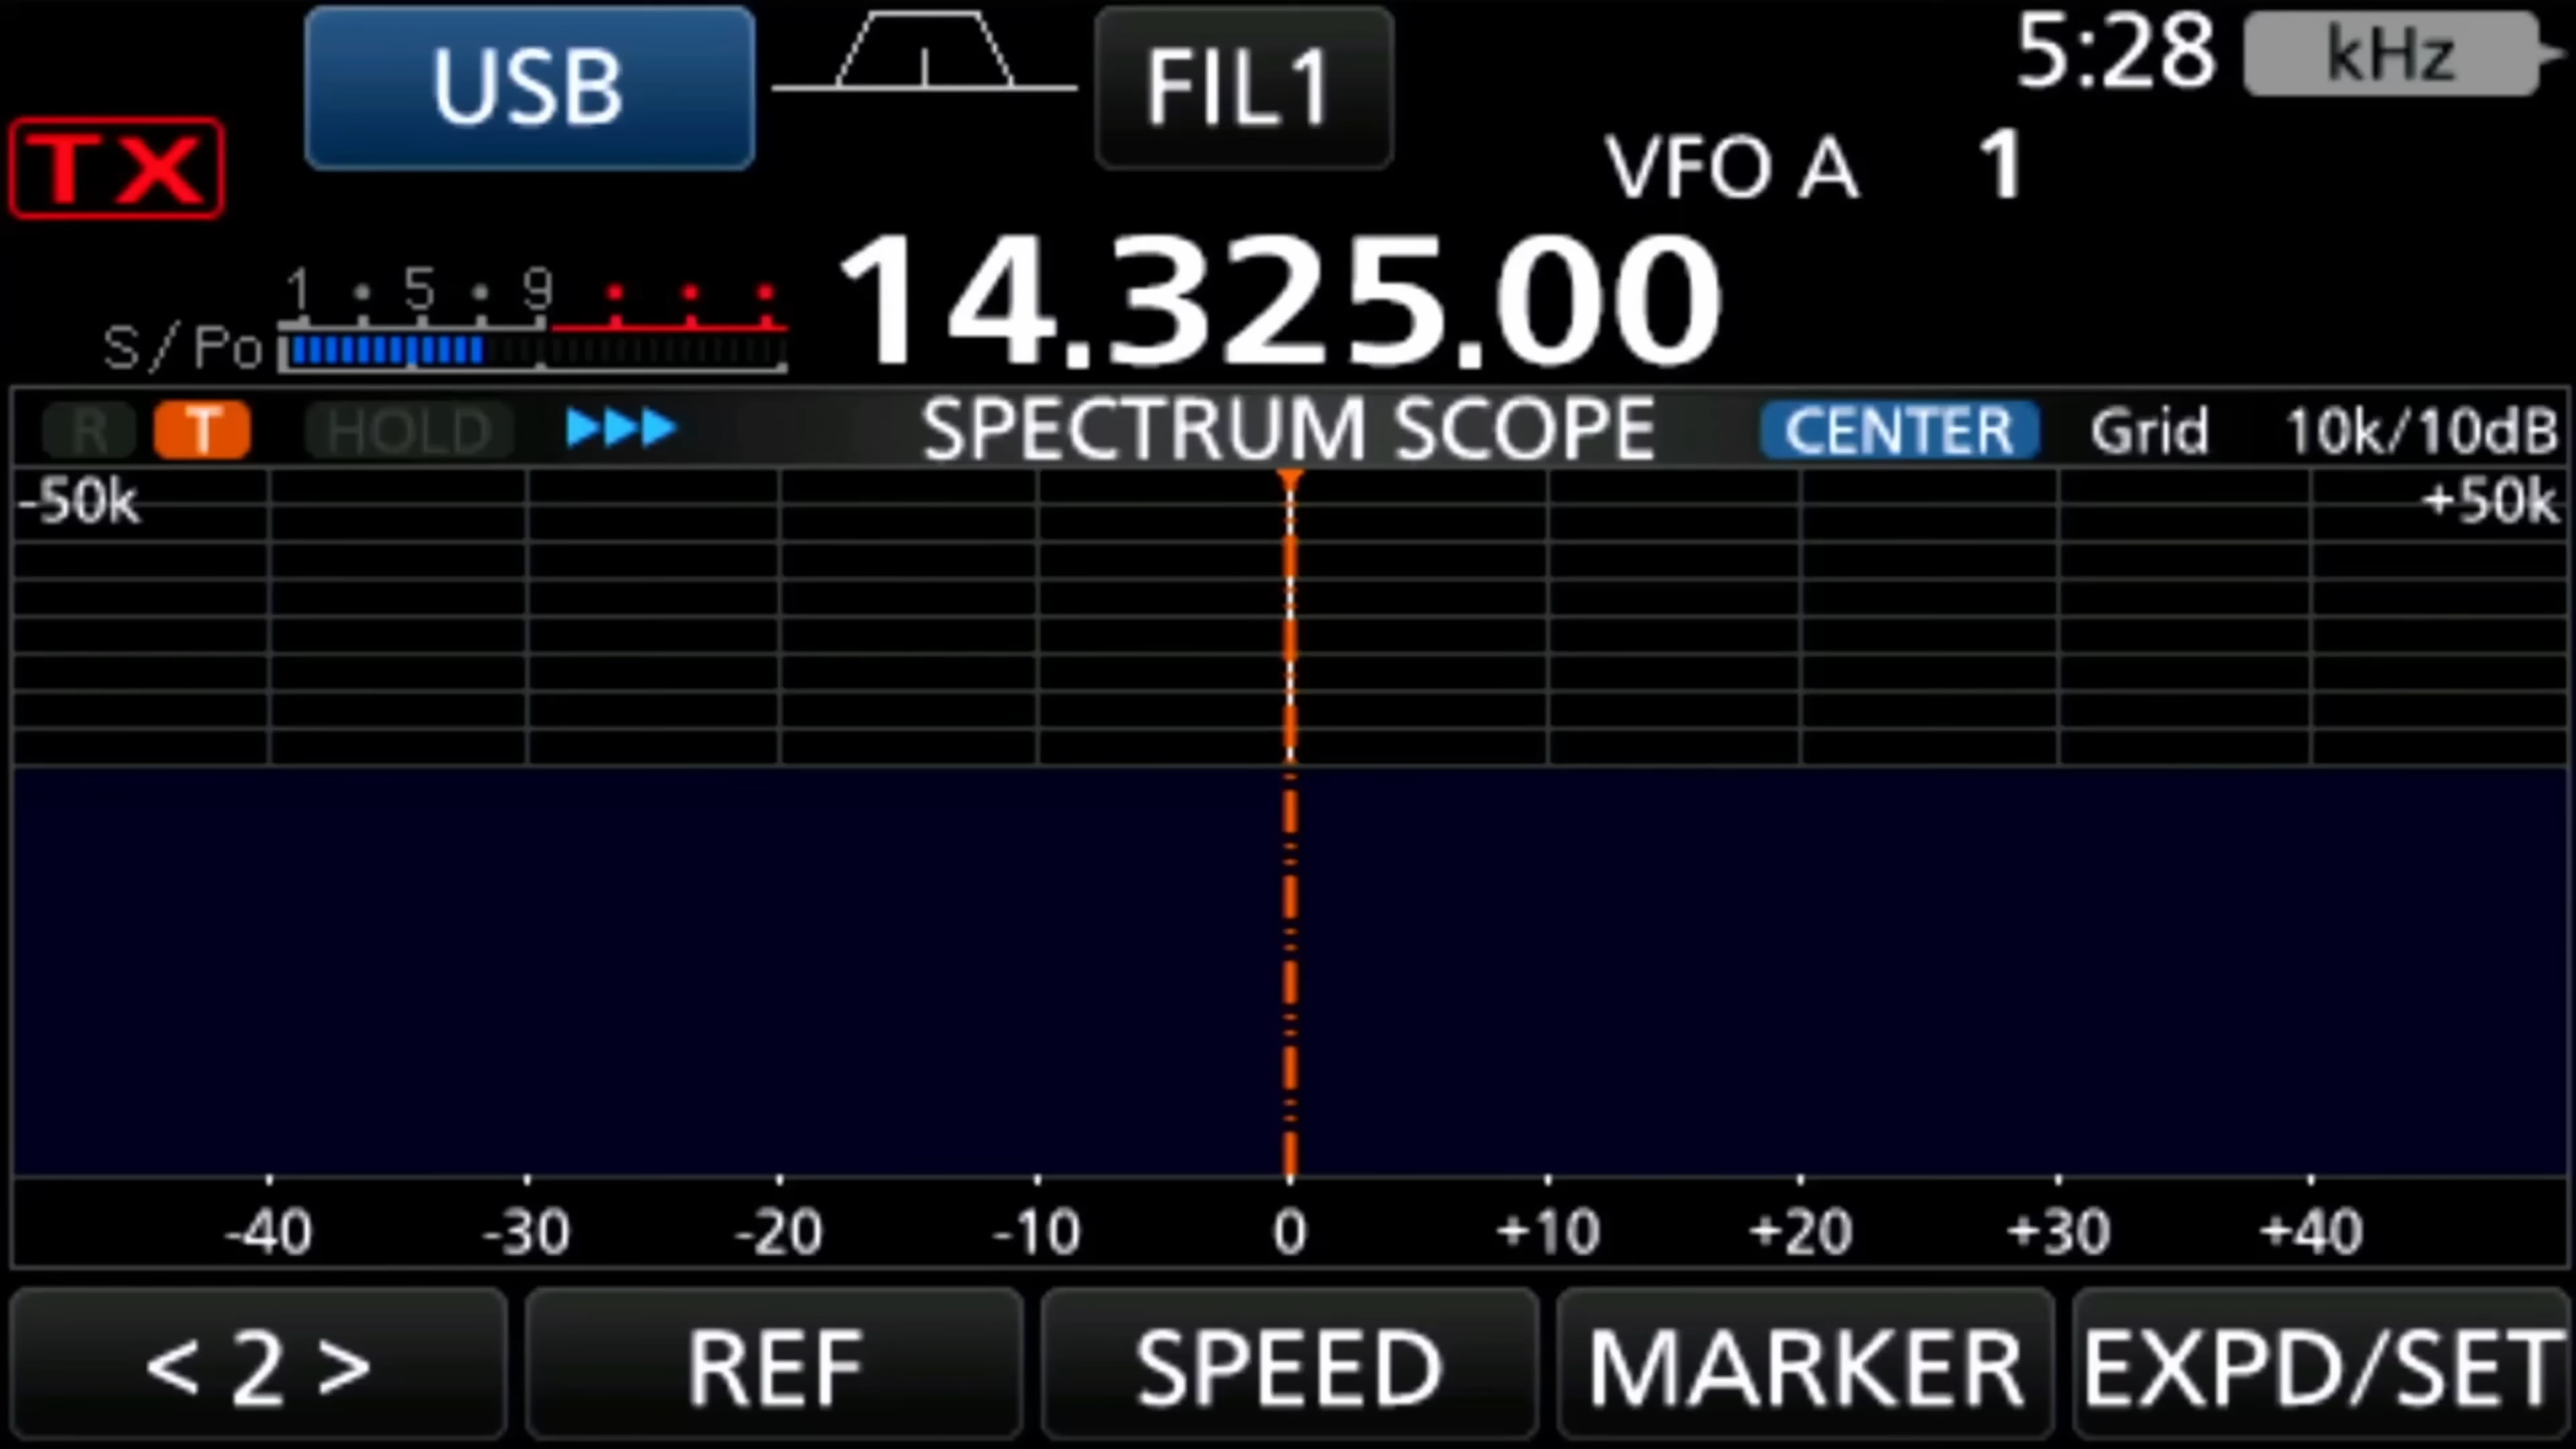 USB FIL1 5:28 kHz
TX VFO A 1
1 • 5 • 9 • • •
S/Po 14.325.00
R T HOLD SPECTRUM SCOPE CENTER Grid 10k/10dB
-50k +50k
-40 -30 -20 -10 0 +10 +20 +30 +40
< 2 > REF SPEED MARKER EXPD/SET